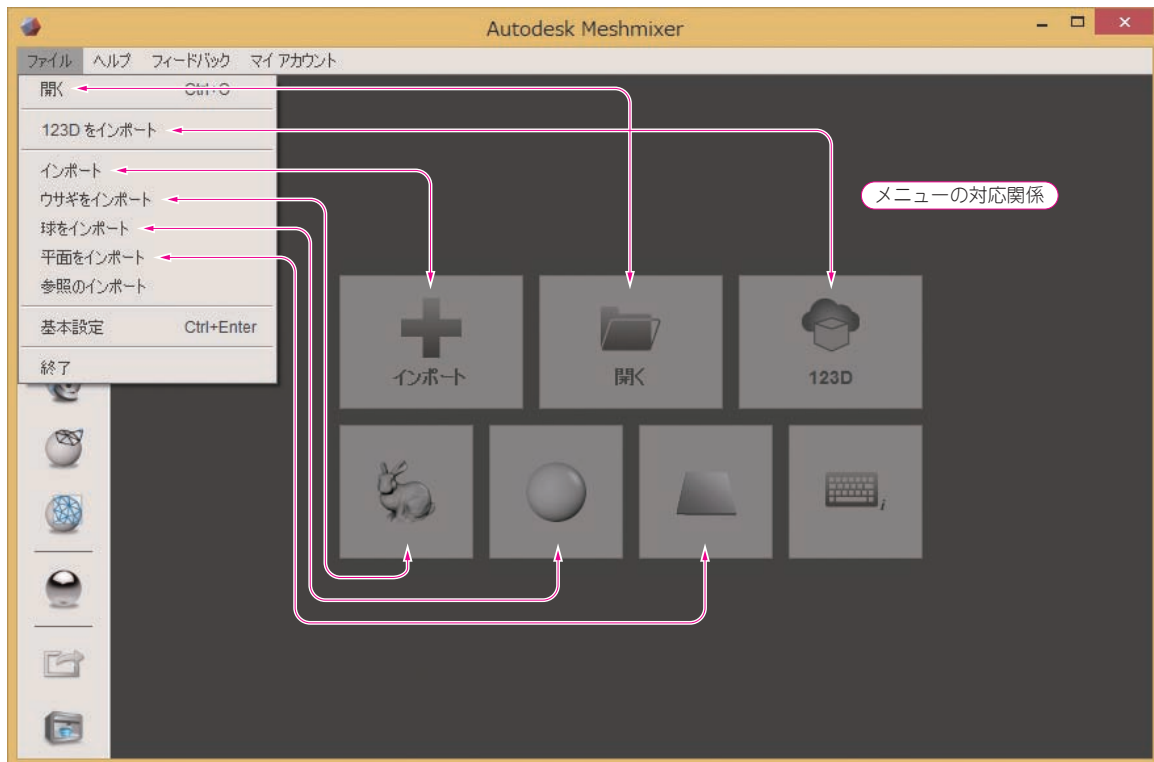 Autodesk Meshmixer
ファイル ヘルプ フィードバック マイ アカウント
開く Ctrl+O
123D をインポート
インポート
ウサギをインポート
球をインポート
平面をインポート
参照のインポート
基本設定 Ctrl+Enter
終了
メニューの対応関係
インポート 開く 123D
i